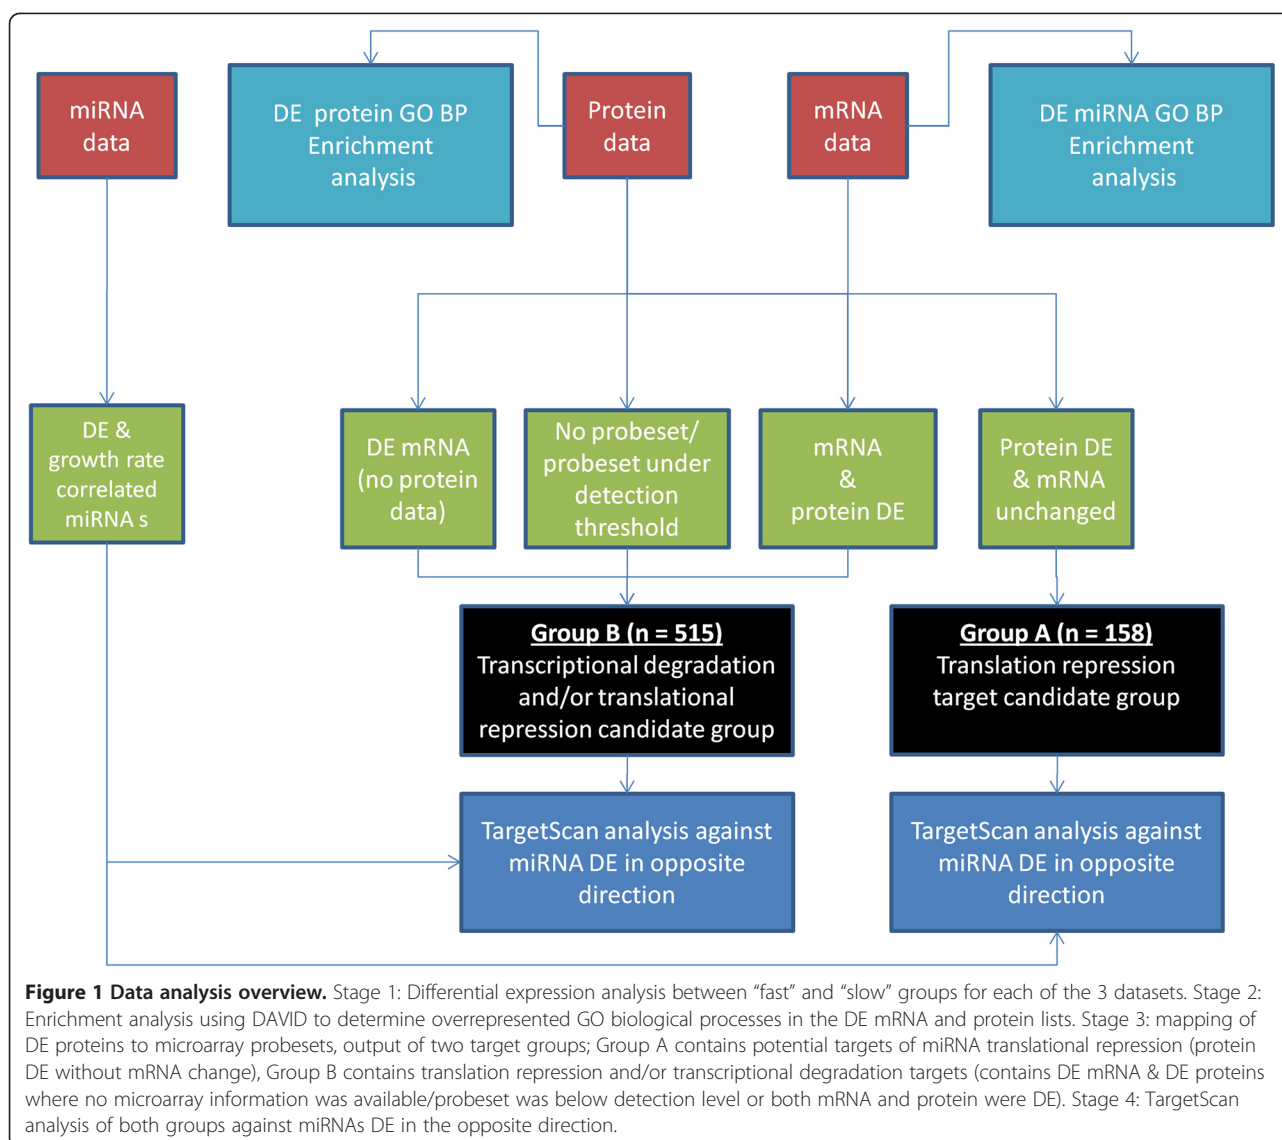 miRNA
data
DE  protein GO BP
Enrichment
analysis
Protein
data
mRNA
data
DE miRNA GO BP
Enrichment
analysis
DE &
growth rate
correlated
miRNA s
DE mRNA
(no protein
data)
No probeset/
probeset under
detection
threshold
mRNA
&
protein DE
Protein DE
& mRNA
unchanged
Group B (n = 515)
Transcriptional degradation
and/or translational
repression candidate group
Group A (n = 158)
Translation repression
target candidate group
TargetScan analysis against
miRNA DE in opposite
direction
TargetScan analysis against
miRNA DE in opposite
direction
Figure 1 Data analysis overview. Stage 1: Differential expression analysis between “fast” and “slow” groups for each of the 3 datasets. Stage 2:
Enrichment analysis using DAVID to determine overrepresented GO biological processes in the DE mRNA and protein lists. Stage 3: mapping of
DE proteins to microarray probesets, output of two target groups; Group A contains potential targets of miRNA translational repression (protein
DE without mRNA change), Group B contains translation repression and/or transcriptional degradation targets (contains DE mRNA & DE proteins
where no microarray information was available/probeset was below detection level or both mRNA and protein were DE). Stage 4: TargetScan
analysis of both groups against miRNAs DE in the opposite direction.